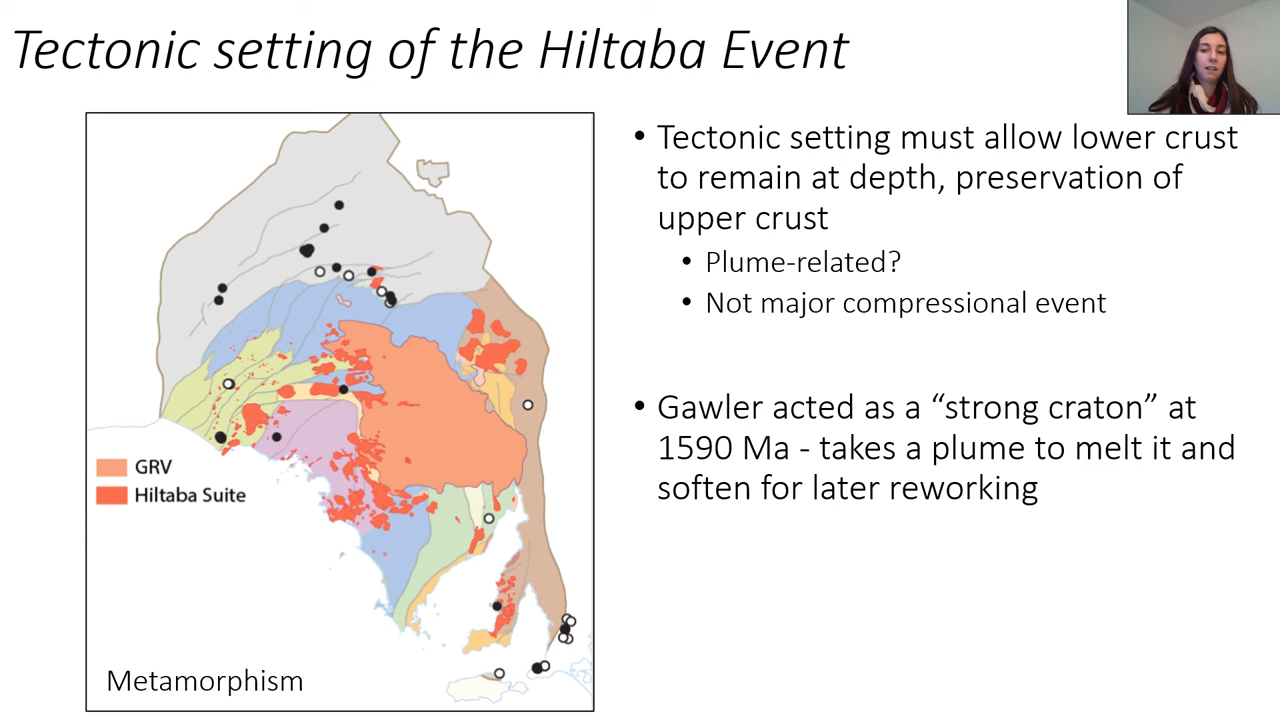 Tectonic setting of the Hiltaba Event
• Tectonic setting must allow lower crust
to remain at depth, preservation of
upper crust
• Plume-related?
• Not major compressional event
• Gawler acted as a “strong craton” at
1590 Ma - takes a plume to melt it and
soften for later reworking
GRV
Hiltaba Suite
Metamorphism